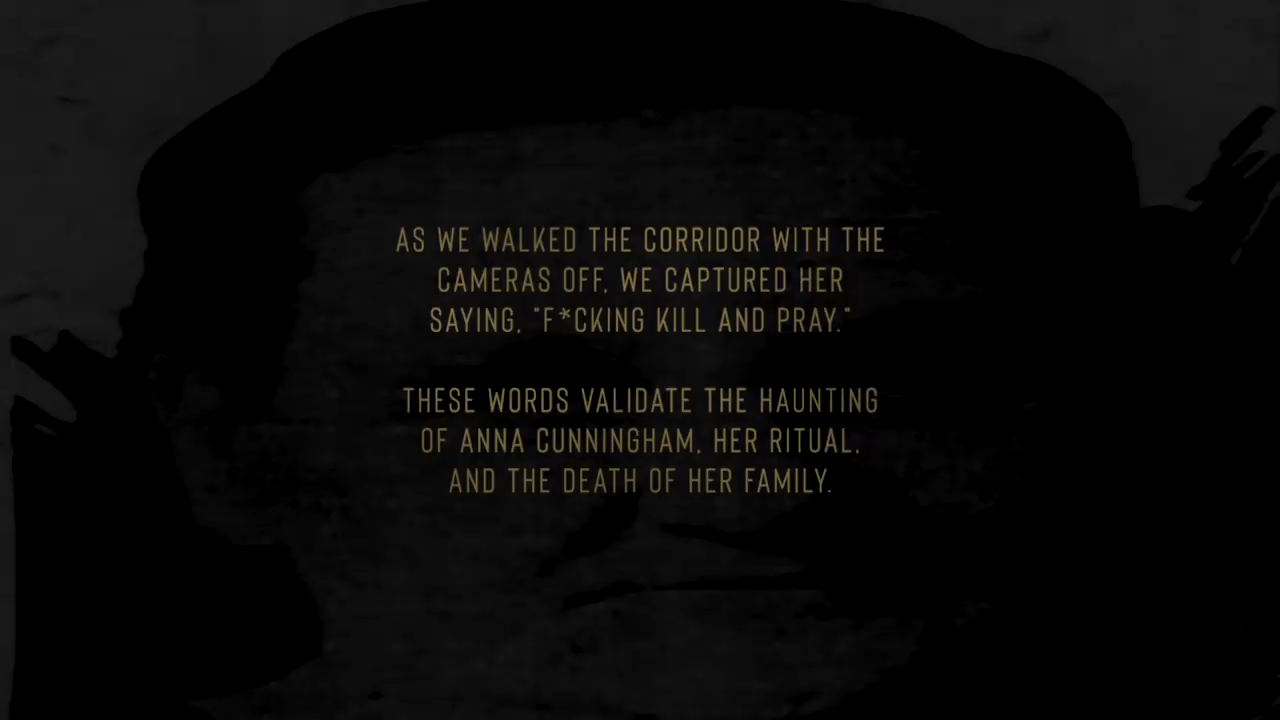 AS WE WALKED THE CORRIDOR WITH THE
CAMERAS OFF, WE CAPTURED HER
SAYING, "F*CKING KILL AND PRAY."
THESE WORDS VALIDATE THE HAUNTING
OF ANNA CUNNINGHAM, HER RITUAL,
AND THE DEATH OF HER FAMILY.